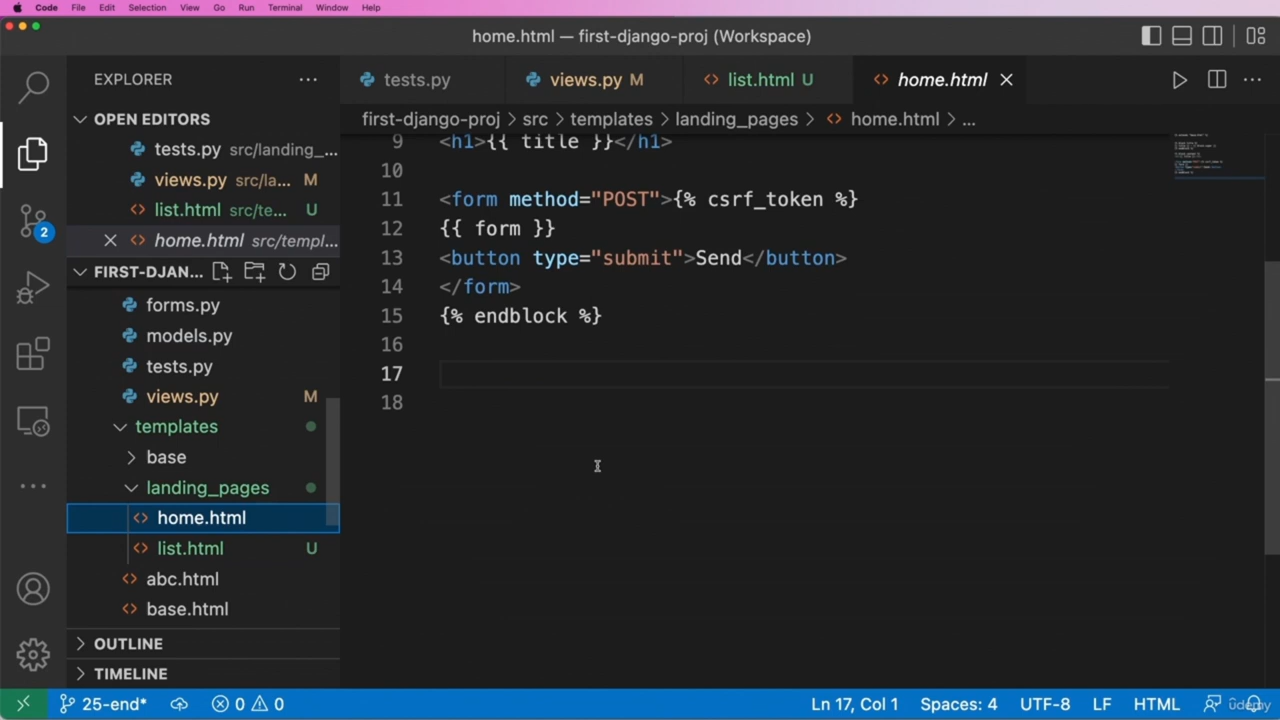 Code File Edit Selection View Go Run Terminal Window Help
home.html — first-django-proj (Workspace)
EXPLORER
tests.py views.py M list.html U home.html
OPEN EDITORS
first-django-proj > src > templates > landing_pages > home.html > ...
tests.py src/landing_...
views.py src/la... M
list.html src/te... U
home.html src/templ...
FIRST-DJAN...
forms.py
models.py
tests.py
views.py M
templates
base
landing_pages
home.html
list.html U
abc.html
base.html
OUTLINE
TIMELINE
2
9 <h1>{{ title }}</h1>
10
11 <form method="POST">{% csrf_token %}
12 {{ form }}
13 <button type="submit">Send</button>
14 </form>
15 {% endblock %}
16
17
18
25-end* 0 0 Ln 17, Col 1 Spaces: 4 UTF-8 LF HTML
udemy